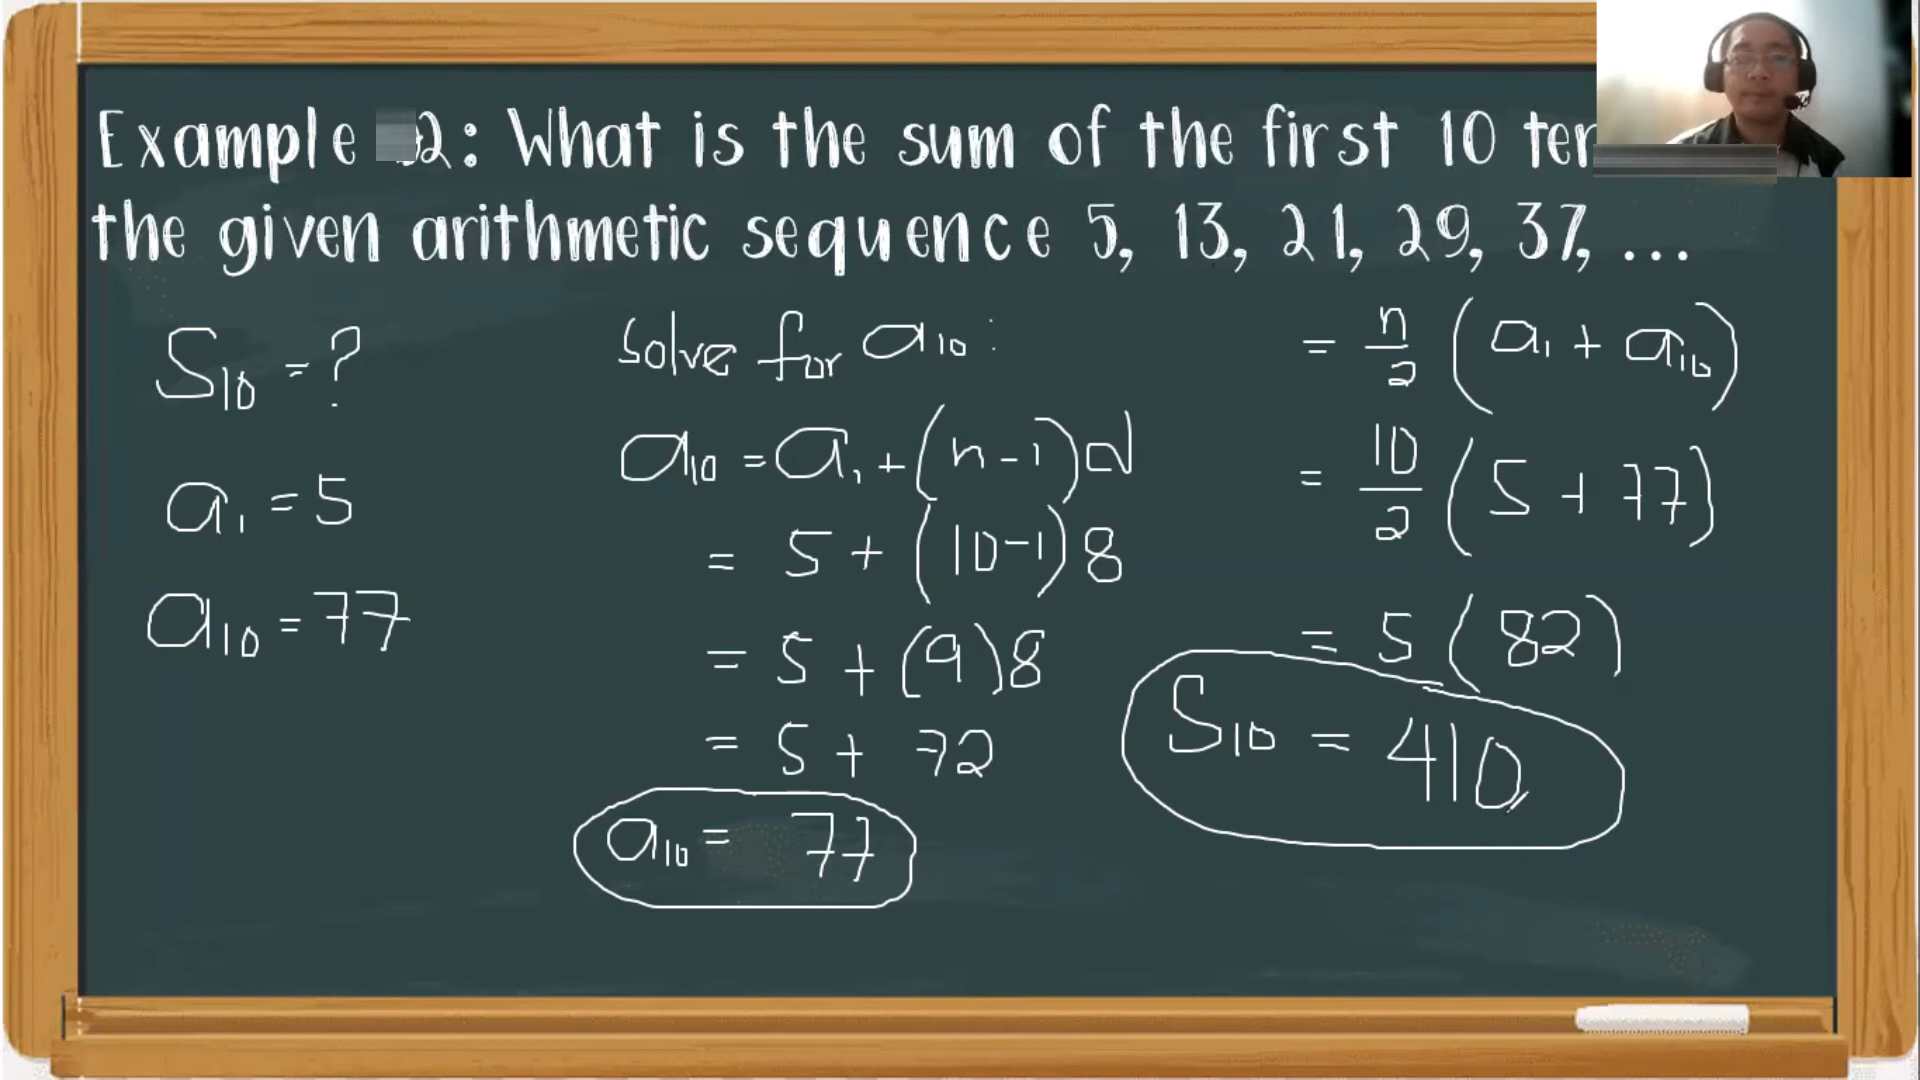 Example 2: What is the sum of the first 10
the given arithmetic sequence 5, 13, 21, 29, 37, ...
S₁₀ = ?
a₁ = 5
a₁₀ = 77
Solve for a₁₀ :
a₁₀ = a₁ + (n-1)d
= 5 + (10-1)8
= 5 + (9)8
= 5 + 72
a₁₀ = 77
= n/2 (a₁ + a₁₀)
= 10/2 (5 + 77)
= 5 (82)
S₁₀ = 410